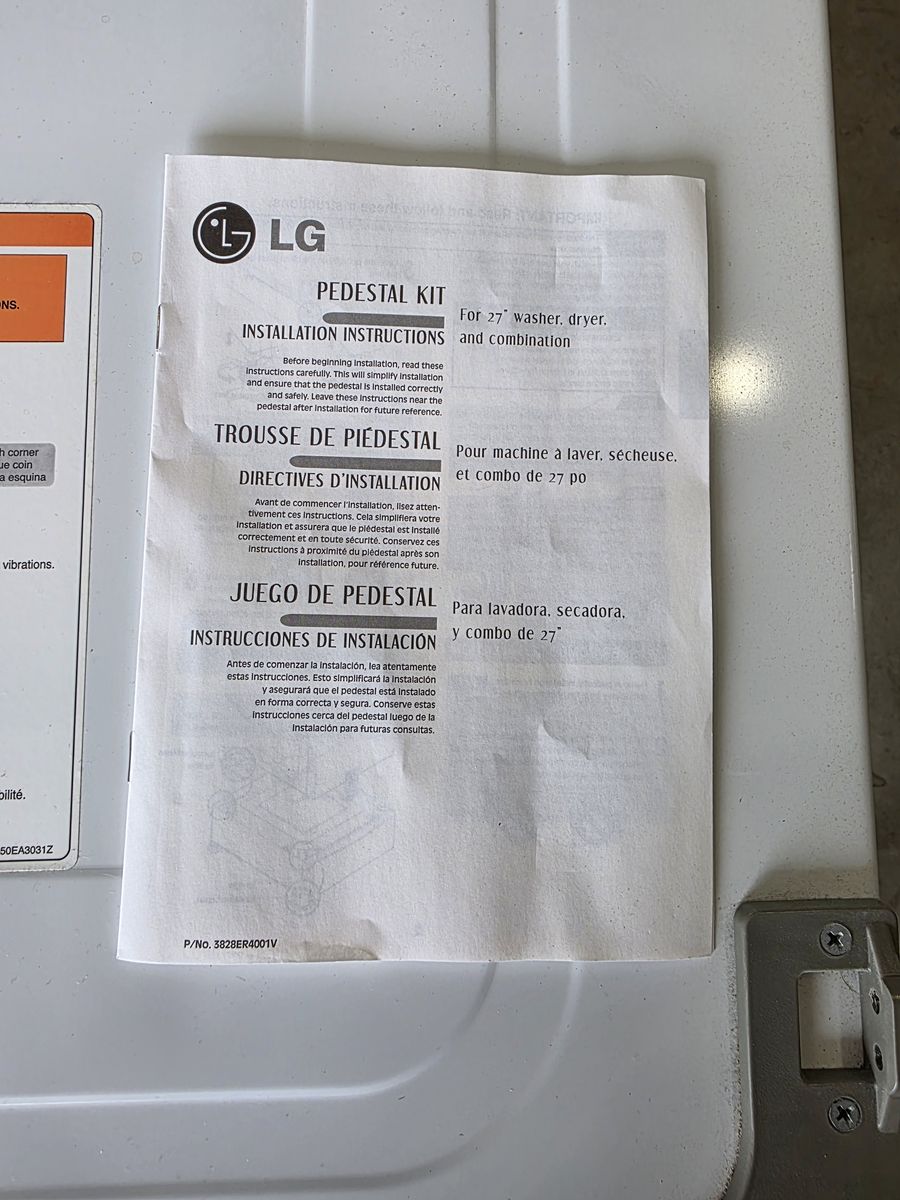 LG
PEDESTAL KIT
INSTALLATION INSTRUCTIONS
For 27" washer, dryer,
and combination
Before beginning installation, read these
instructions carefully. This will simplify installation
and ensure that the pedestal is installed correctly
and safely. Leave these instructions near the
pedestal after installation for future reference.
TROUSSE DE PIÉDESTAL
DIRECTIVES D'INSTALLATION
Pour machine à laver, sécheuse,
et combo de 27 po
Avant de commencer l'installation, lisez atten-
tivement ces instructions. Cela simplifiera votre
installation et assurera que le piédestal est installé
correctement et en toute sécurité. Conservez ces
instructions à proximité du piédestal après son
installation, pour référence future.
JUEGO DE PEDESTAL
INSTRUCCIONES DE INSTALACIÓN
Para lavadora, secadora,
y combo de 27"
Antes de comenzar la instalación, lea atentamente
estas instrucciones. Esto simplificará la instalación
y asegurará que el pedestal está instalado
en forma correcta y segura. Conserve estas
instrucciones cerca del pedestal luego de la
instalación para futuras consultas.
P/No. 3828ER4001V
NS.
h corner
ue coin
a esquina
vibrations.
bilité.
50EA3031Z